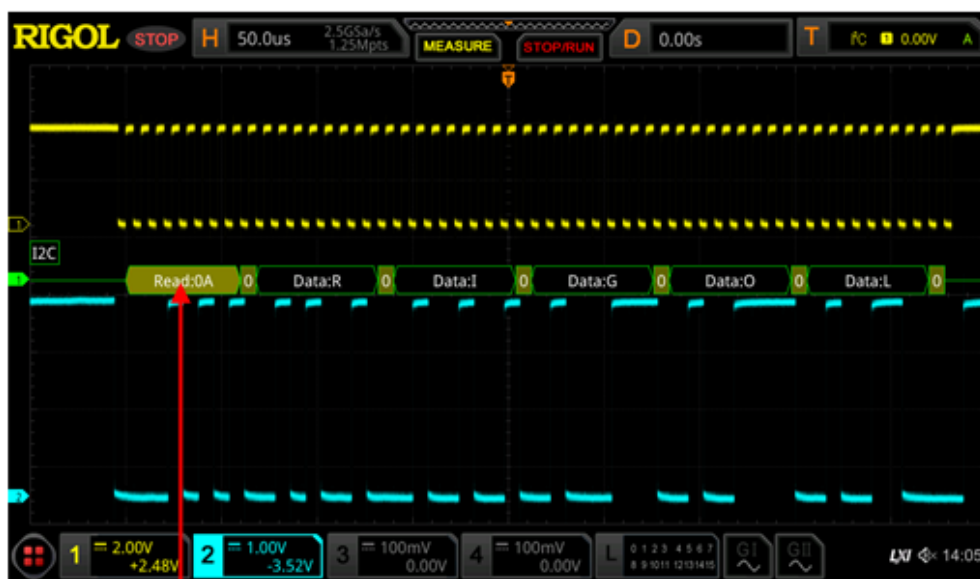 RIGOL STOP H 50.0us 2.5GSa/s 1.25Mpts MEASURE STOP/RUN D 0.00s T I²C 1 0.00V A
T
1
I2C
1 Read:0A 0 Data:R 0 Data:I 0 Data:G 0 Data:O 0 Data:L 0
2
1 2.00V +2.48V 2 1.00V -3.52V 3 100mV 0.00V 4 100mV 0.00V L 0 1 2 3 4 5 6 7 8 9 10 11 12 13 14 15 GI GII LXI 14:05